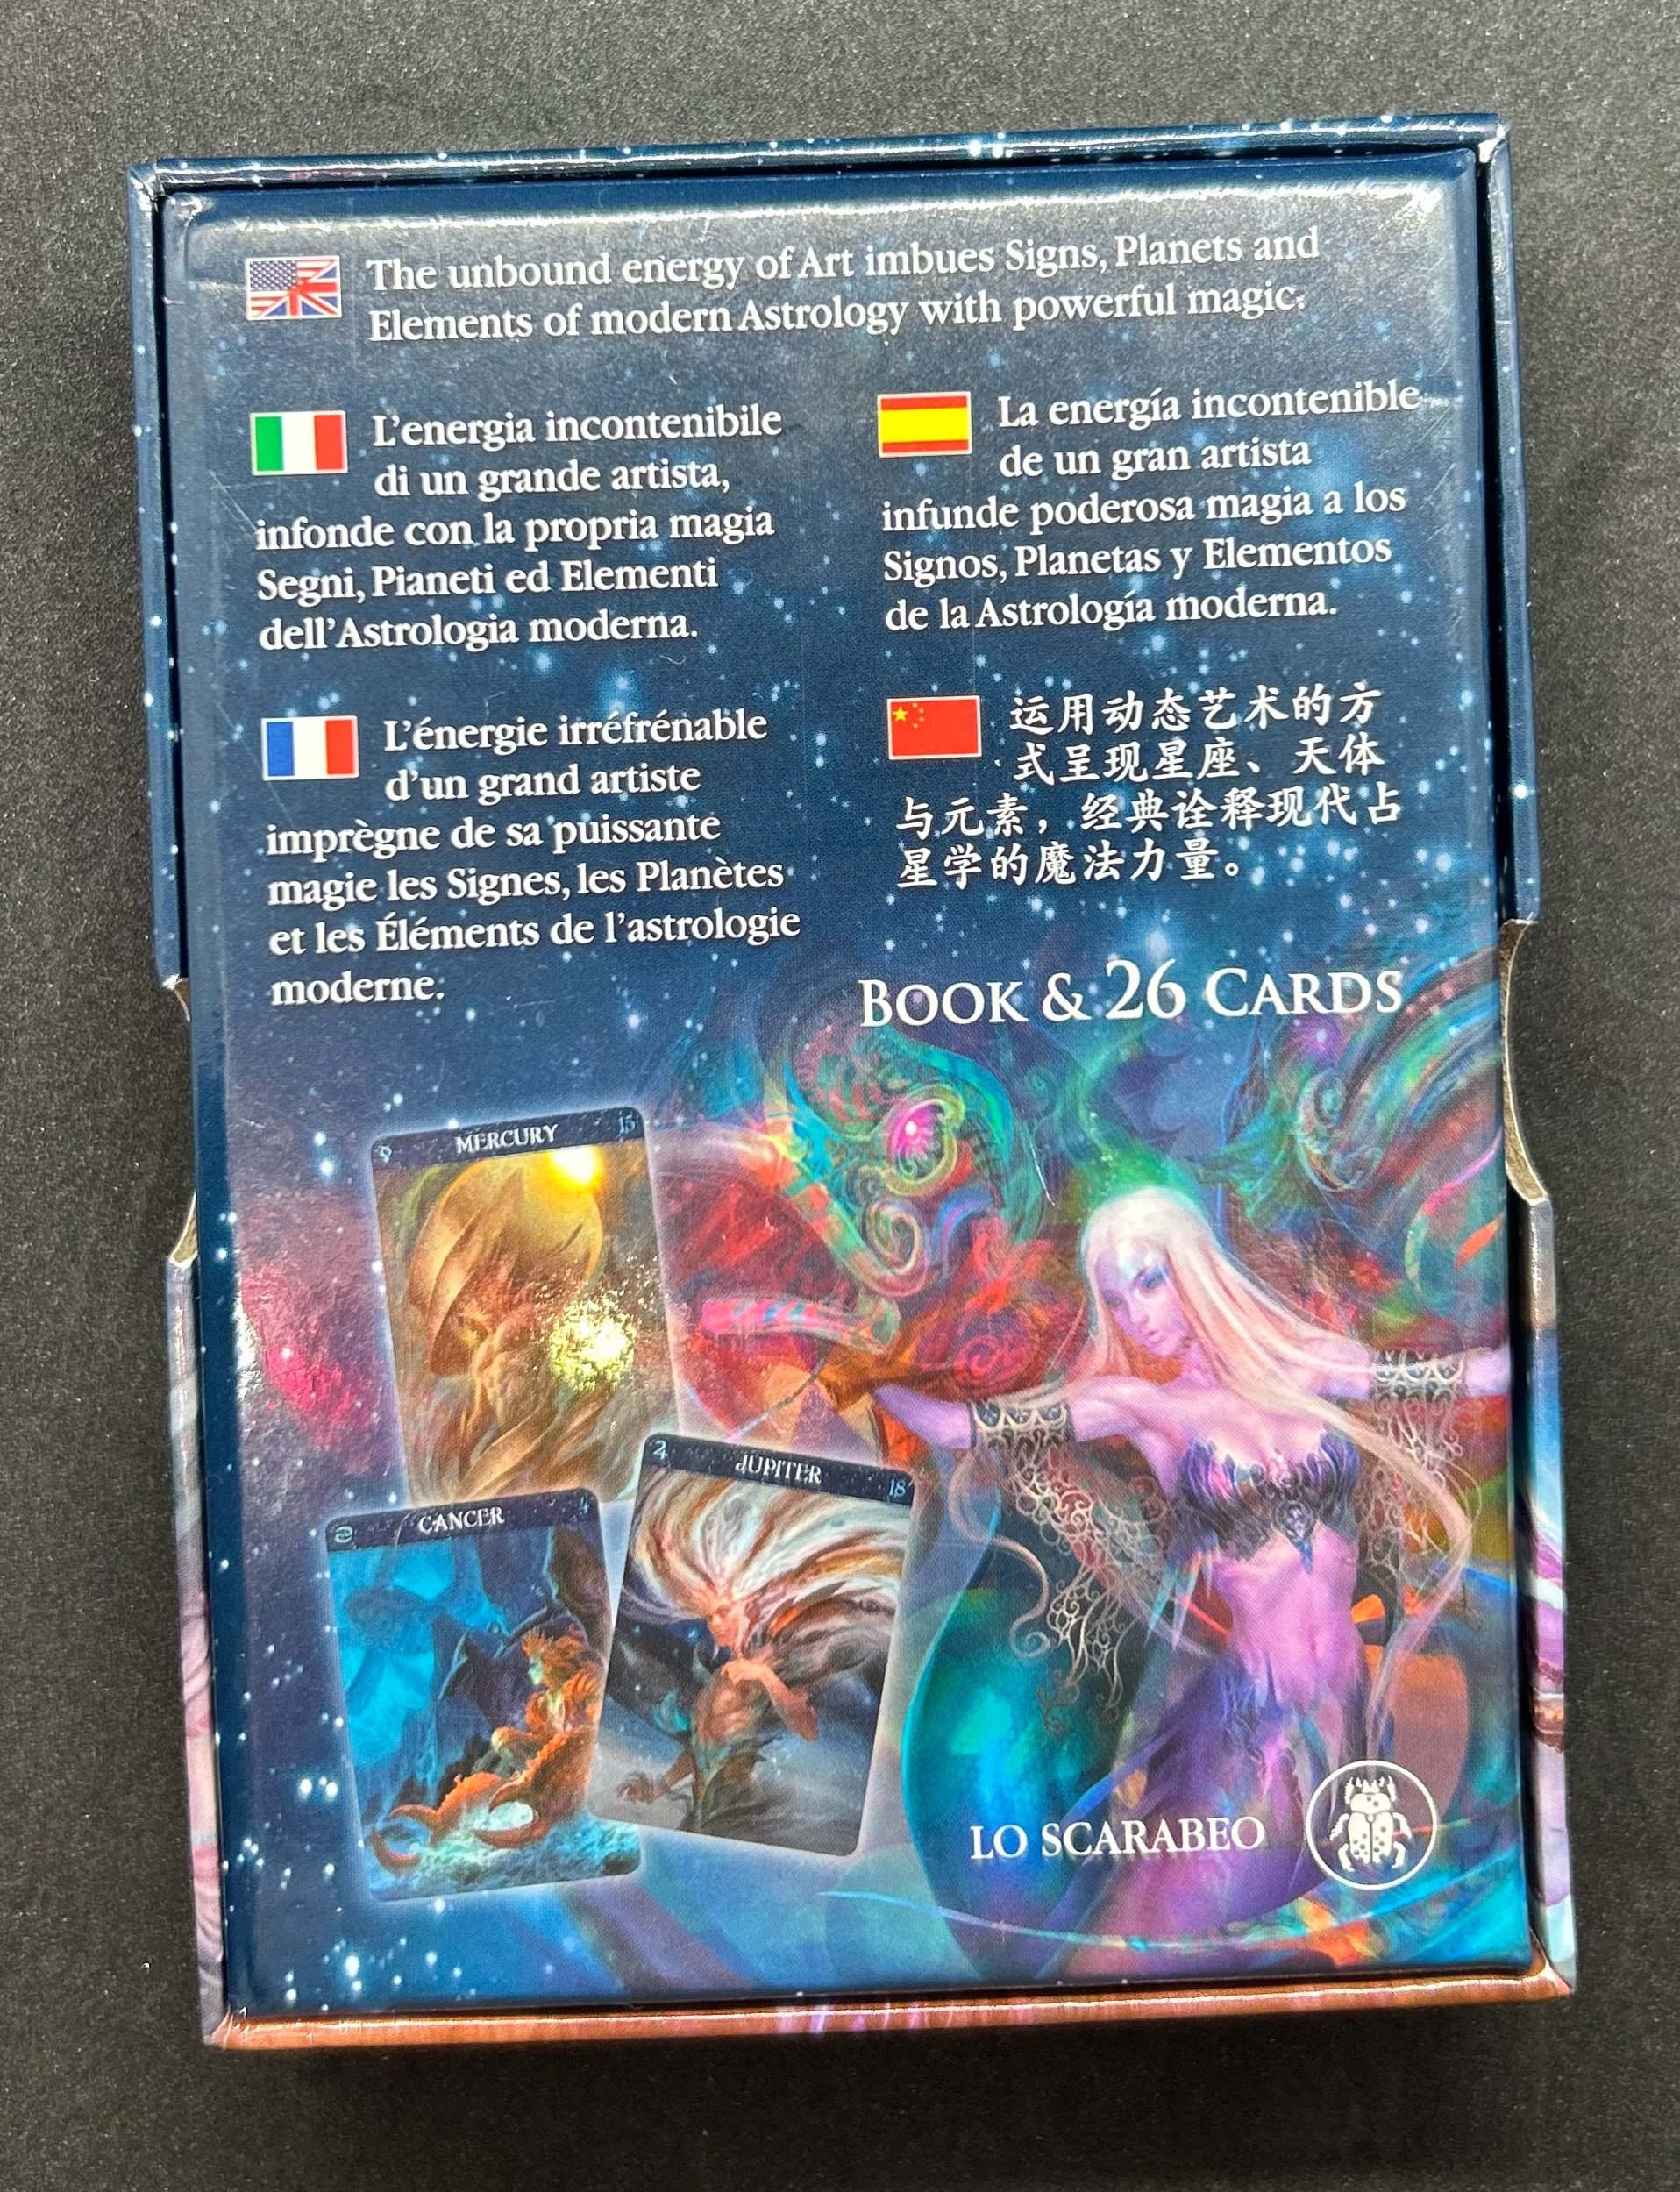 The unbound energy of Art imbues Signs, Planets and
Elements of modern Astrology with powerful magic.
L'energia incontenibile
di un grande artista,
infonde con la propria magia
Segni, Pianeti ed Elementi
dell'Astrologia moderna.
La energía incontenible
de un gran artista
infunde poderosa magia a los
Signos, Planetas y Elementos
de la Astrología moderna.
L'énergie irréfrénable
d'un grand artiste
imprègne de sa puissante
magie les Signes, les Planètes
et les Éléments de l'astrologie
moderne.
运用动态艺术的方
式呈现星座、天体
与元素，经典诠释现代占
星学的魔法力量。
BOOK & 26 CARDS
☿ MERCURY 15
♃ JUPITER 18
♋ CANCER 4
LO SCARABEO